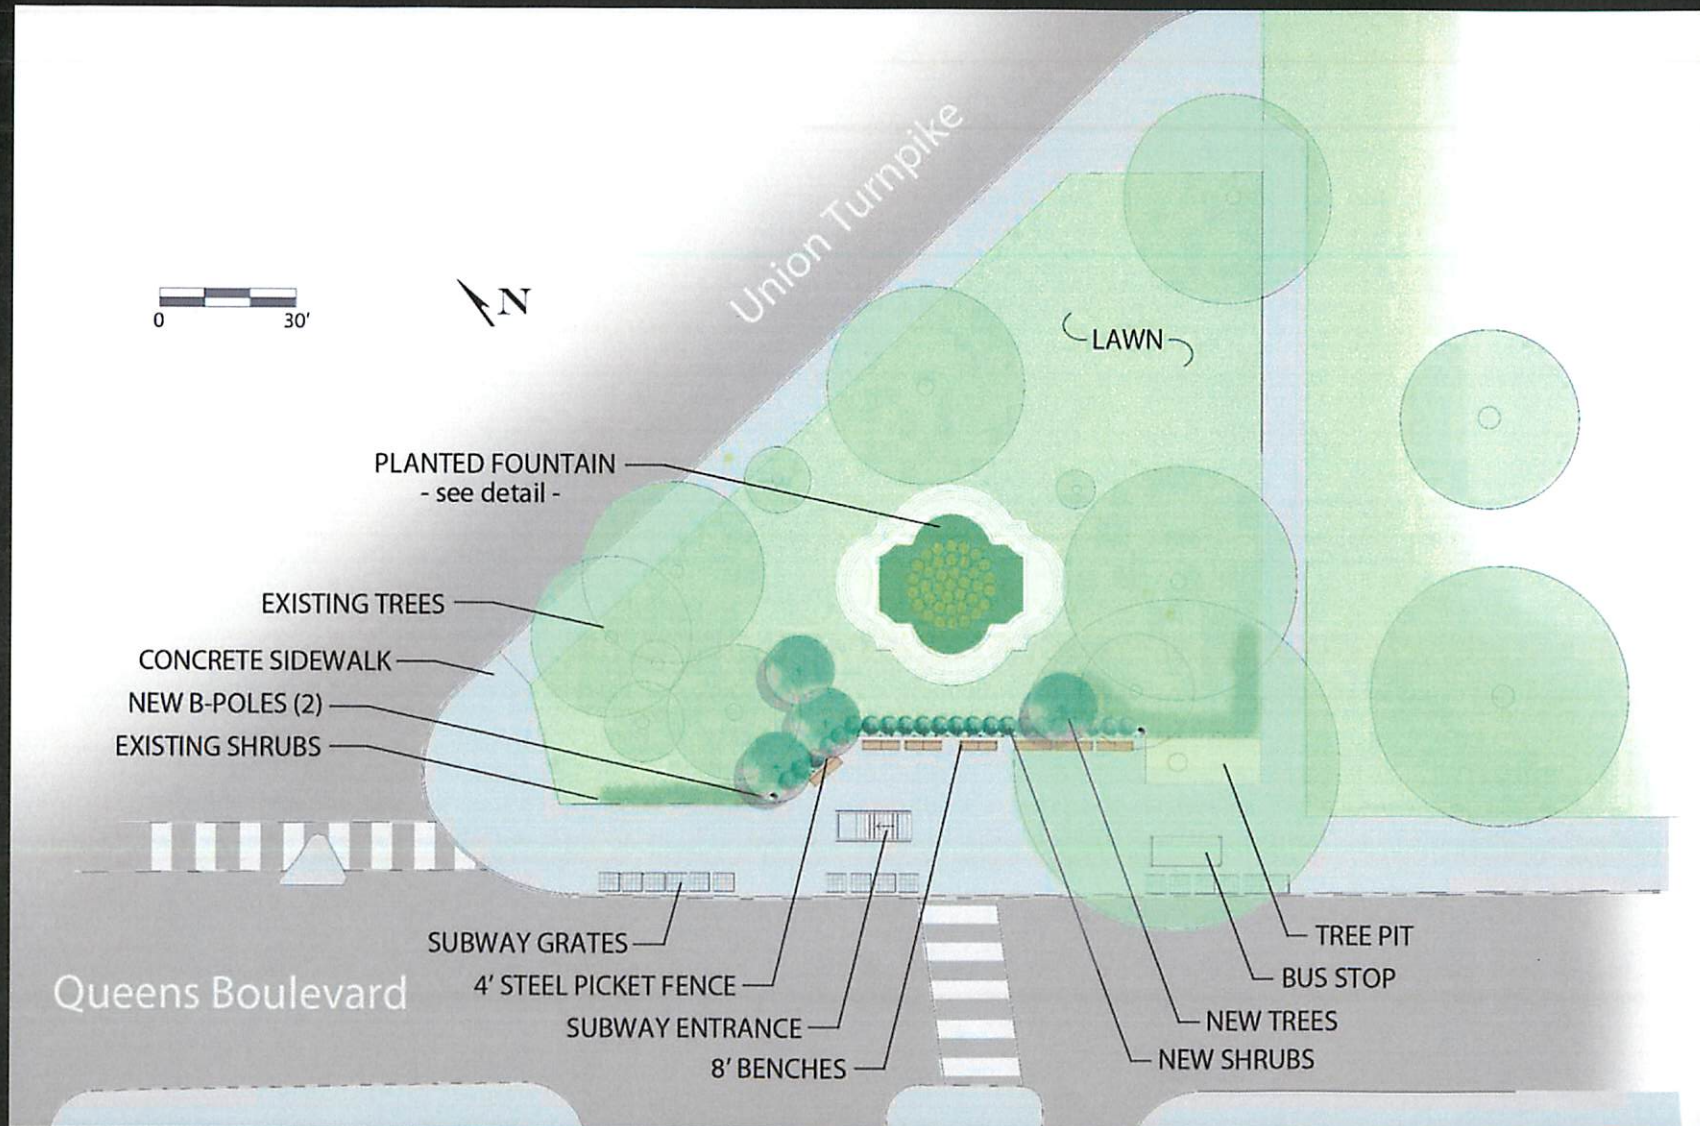 Union Turnpike
N
0 30'
LAWN
PLANTED FOUNTAIN
- see detail -
EXISTING TREES
CONCRETE SIDEWALK
NEW B-POLES (2)
EXISTING SHRUBS
SUBWAY GRATES
4' STEEL PICKET FENCE
SUBWAY ENTRANCE
8' BENCHES
TREE PIT
BUS STOP
NEW TREES
NEW SHRUBS
Queens Boulevard